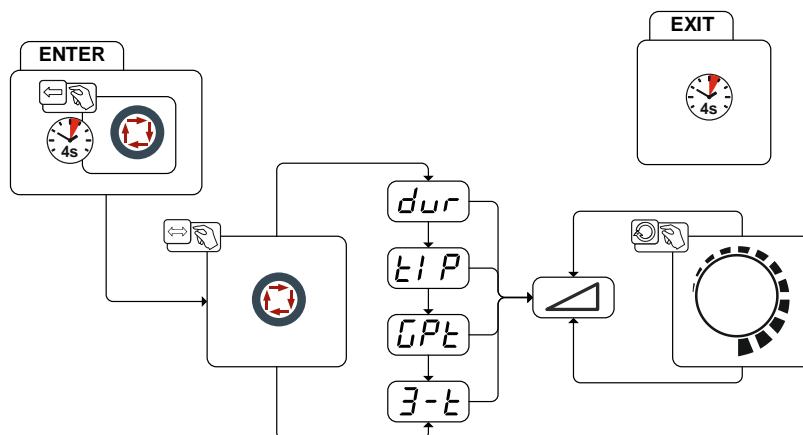 ENTER
4s
EXIT
4s
dur
tIP
GPt
3-t